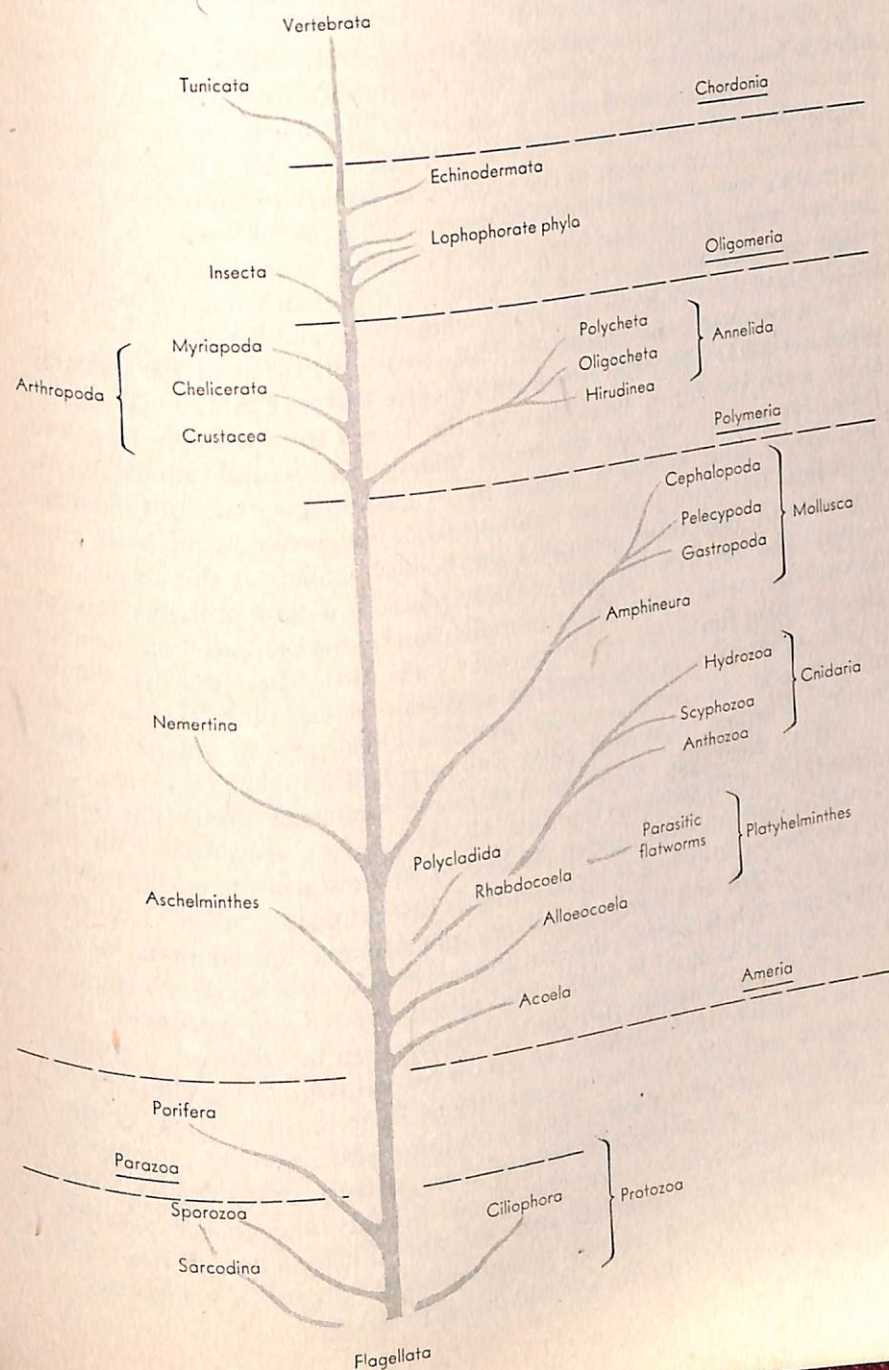 Vertebrata
Tunicata
Chordonia
Echinodermata
Lophophorate phyla
Oligomeria
Insecta
Polycheta
Annelida
Myriapoda
Oligocheta
Arthropoda
Chelicerata
Hirudinea
Crustacea
Polymeria
Cephalopoda
Pelecypoda
Mollusca
Gastropoda
Amphineura
Hydrozoa
Cnidaria
Scyphozoa
Nemertina
Anthozoa
Parasitic
flatworms
Platyhelminthes
Polycladida
Rhabdocoela
Aschelminthes
Alloeocoela
Ameria
Acoela
Porifera
Parazoa
Protozoa
Ciliophora
Sporozoa
Sarcodina
Flagellata